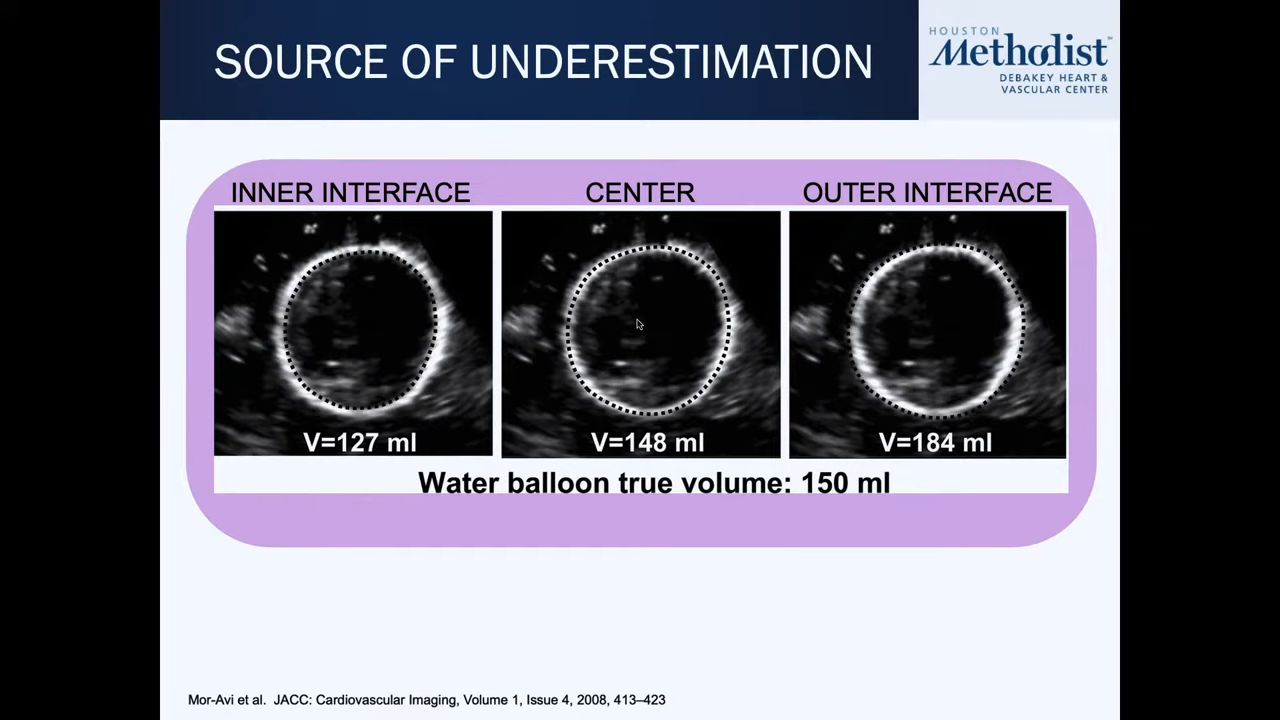 SOURCE OF UNDERESTIMATION
HOUSTON
Methodist
DEBAKEY HEART &
VASCULAR CENTER
INNER INTERFACE
CENTER
OUTER INTERFACE
V=127 ml
V=148 ml
V=184 ml
Water balloon true volume: 150 ml
Mor-Avi et al. JACC: Cardiovascular Imaging, Volume 1, Issue 4, 2008, 413–423